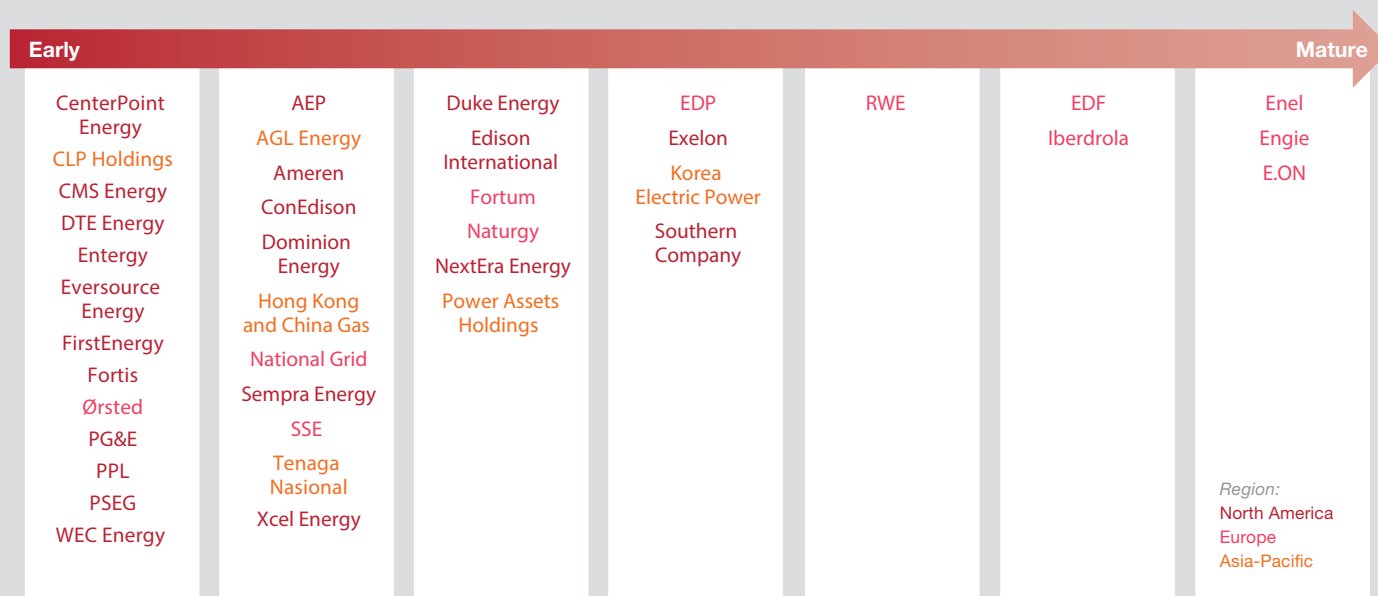 Early
Mature
CenterPoint
Energy
CLP Holdings
CMS Energy
DTE Energy
Entergy
Eversource
Energy
FirstEnergy
Fortis
Ørsted
PG&E
PPL
PSEG
WEC Energy
AEP
AGL Energy
Ameren
ConEdison
Dominion
Energy
Hong Kong
and China Gas
National Grid
Sempra Energy
SSE
Tenaga
Nasional
Xcel Energy
Duke Energy
Edison
International
Fortum
Naturgy
NextEra Energy
Power Assets
Holdings
EDP
Exelon
Korea
Electric Power
Southern
Company
RWE
EDF
Iberdrola
Enel
Engie
E.ON
Region:
North America
Europe
Asia-Pacific